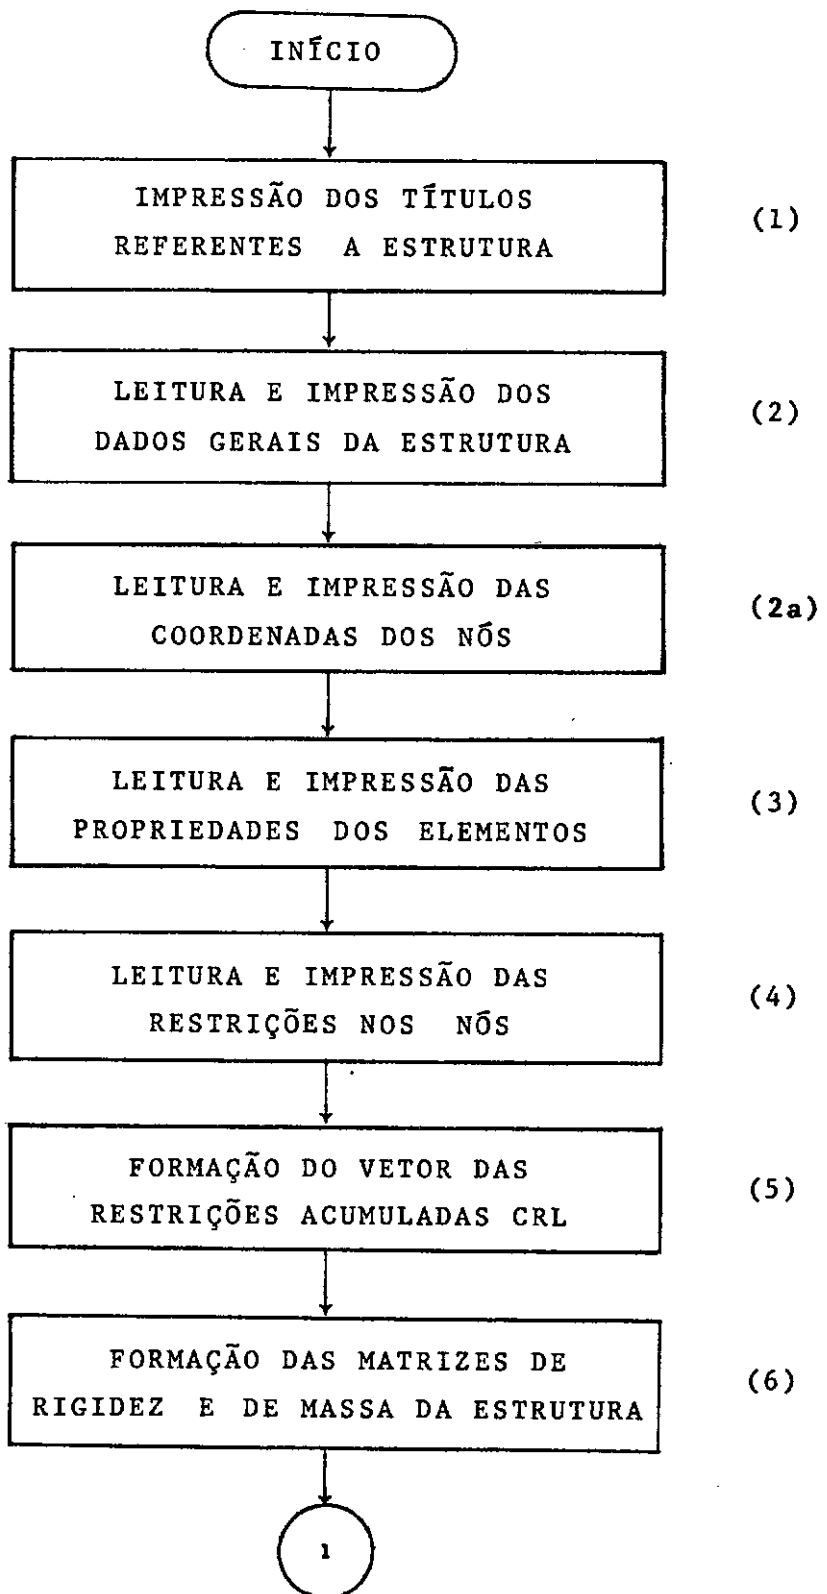 INÍCIO
IMPRESSÃO DOS TÍTULOS
REFERENTES A ESTRUTURA
(1)
LEITURA E IMPRESSÃO DOS
DADOS GERAIS DA ESTRUTURA
(2)
LEITURA E IMPRESSÃO DAS
COORDENADAS DOS NÓS
(2a)
LEITURA E IMPRESSÃO DAS
PROPRIEDADES DOS ELEMENTOS
(3)
LEITURA E IMPRESSÃO DAS
RESTRIÇÕES NOS NÓS
(4)
FORMAÇÃO DO VETOR DAS
RESTRIÇÕES ACUMULADAS CRL
(5)
FORMAÇÃO DAS MATRIZES DE
RIGIDEZ E DE MASSA DA ESTRUTURA
(6)
1